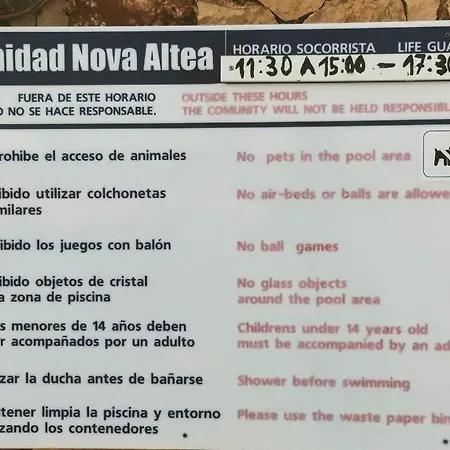 nidad Nova Altea
HORARIO SOCORRISTA LIFE GUA
11:30 A 15:00 - 17:30
FUERA DE ESTE HORARIO
O NO SE HACE RESPONSABLE.
OUTSIDE THESE HOURS
THE COMUNITY WILL NOT BE HELD RESPONSIBL
rohibe el acceso de animales
No pets in the pool area
ibido utilizar colchonetas
milares
No air-beds or balls are allowe
ibido los juegos con balón
No ball games
ibido objetos de cristal
a zona de piscina
No glass objects
around the pool area
s menores de 14 años deben
r acompañados por un adulto
Childrens under 14 years old
must be accompanied by an ad
zar la ducha antes de bañarse
Shower before swimming
tener limpia la piscina y entorno
zando los contenedores
Please use the waste paper bin